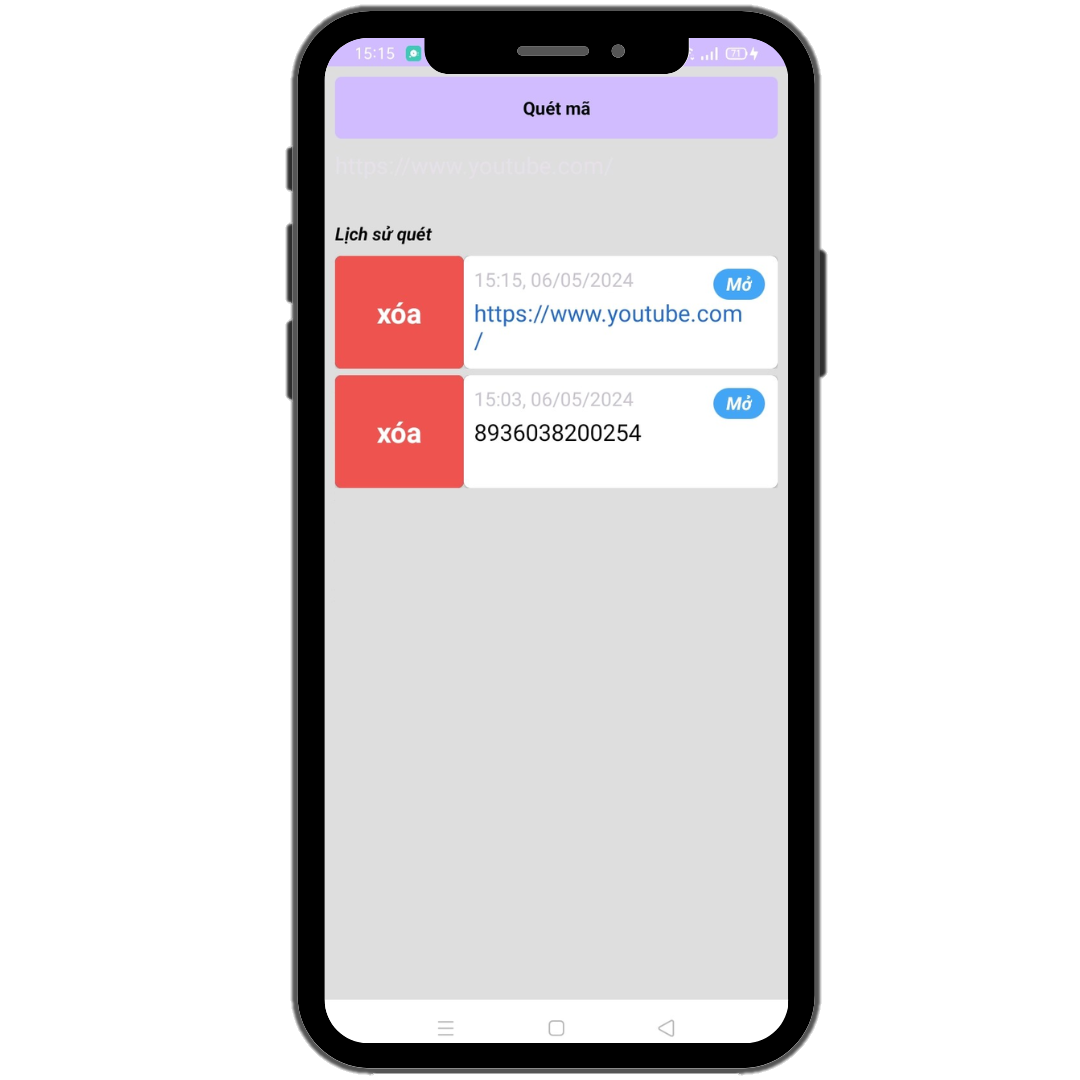 15:15
71
Quét mã
https://www.youtube.com/
Lịch sử quét
xóa
15:15, 06/05/2024
Mở
https://www.youtube.com
/
xóa
15:03, 06/05/2024
Mở
8936038200254